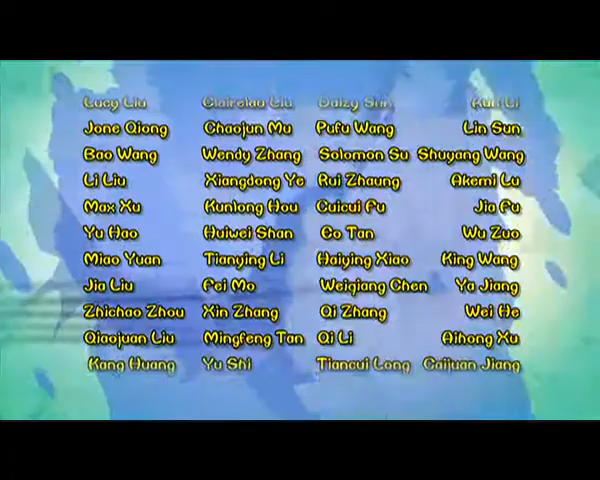 Lucy Liu Clairelau Liu Daizy Shih Kun Li
Jone Qiong Chaojun Mu Pufu Wang Lin Sun
Bao Wang Wendy Zhang Solomon Su Shuyang Wang
Li Liu Xiangdong Ye Rui Zhaung Akemi Lu
Max Xu Kunlong Hou Cuicui Fu Jia Fu
Yu Hao Huiwei Shan Bo Tan Wu Zuo
Miao Yuan Tianying Li Haiying Xiao King Wang
Jia Liu Fei Mo Weiqiang Chen Ya Jiang
Zhichao Zhou Xin Zhang Qi Zhang Wei He
Qiaojuan Liu Mingfeng Tan Qi Li Aihong Xu
Kang Huang Yu Shi Tiancui Long Caijuan Jiang